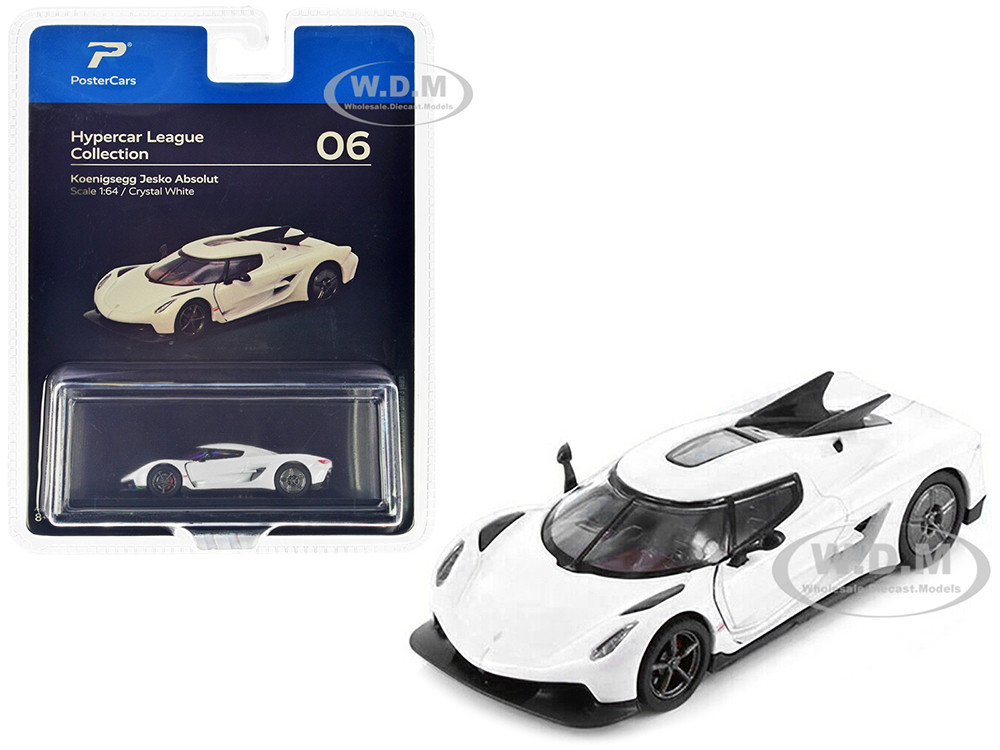 PosterCars
W.D.M
Wholesale.Diecast.Models
Hypercar League
Collection
06
Koenigsegg Jesko Absolut
Scale 1:64 / Crystal White
W.D.M
Wholesale.Diecast.Models